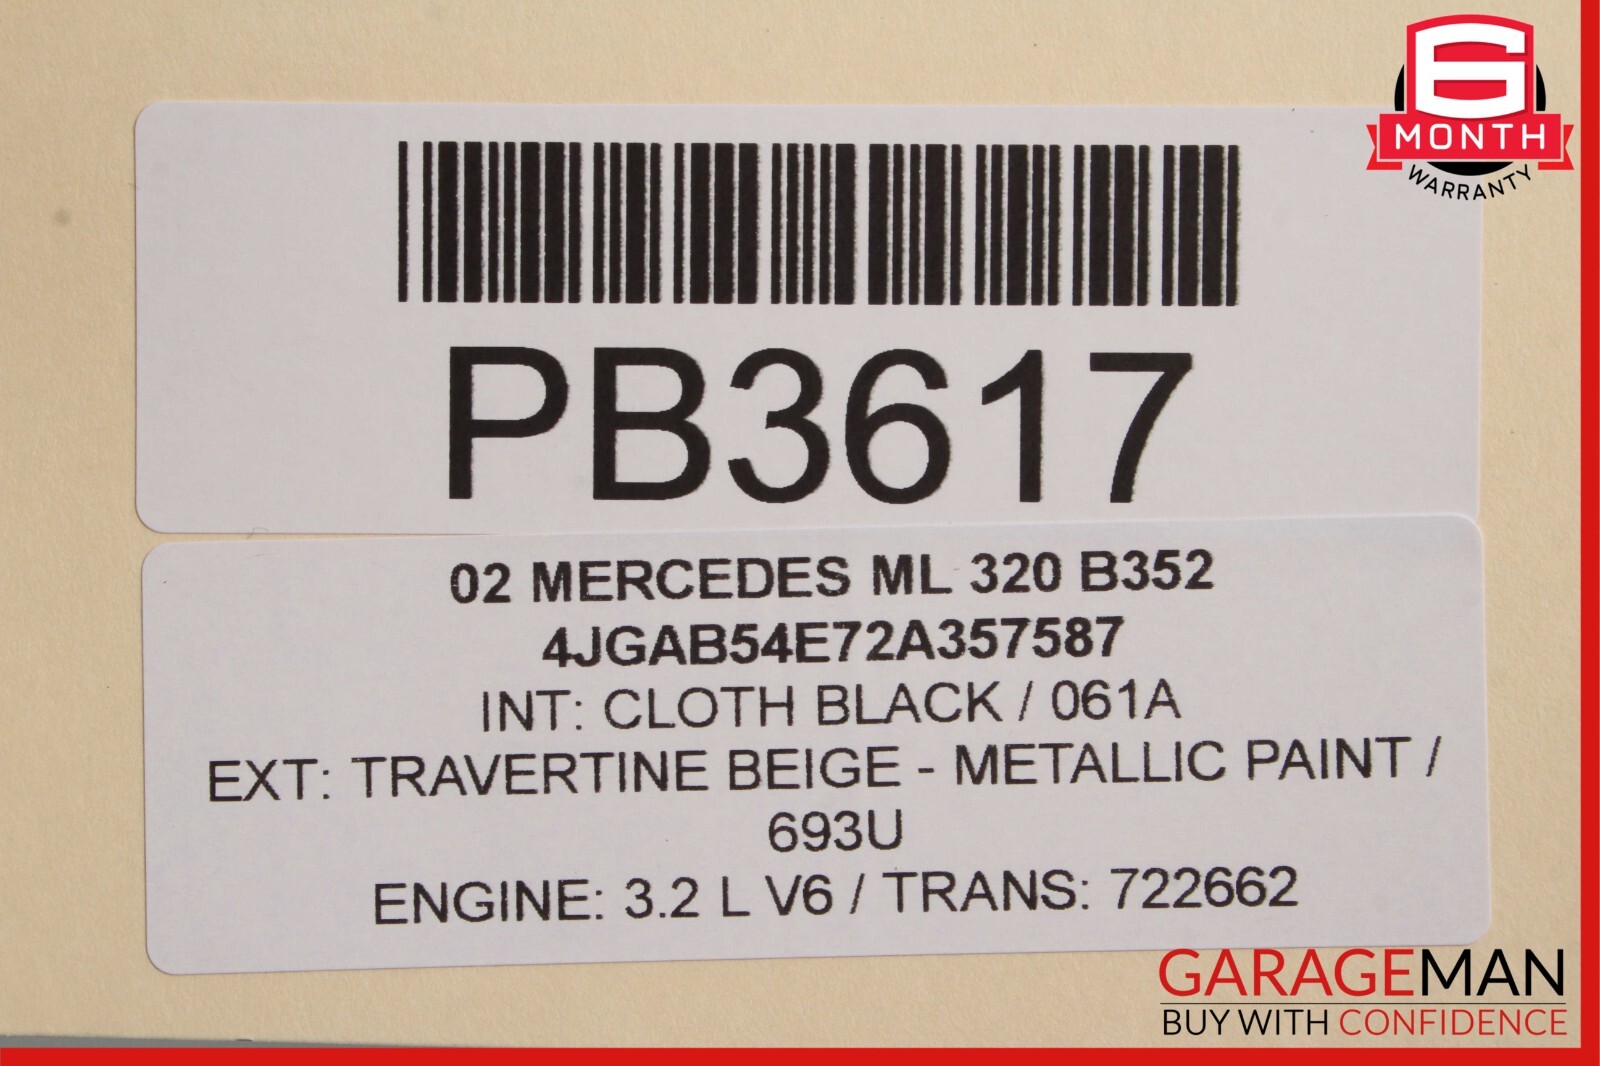 6
MONTH
WARRANTY
PB3617
02 MERCEDES ML 320 B352
4JGAB54E72A357587
INT: CLOTH BLACK / 061A
EXT: TRAVERTINE BEIGE - METALLIC PAINT /
693U
ENGINE: 3.2 L V6 / TRANS: 722662
GARAGEMAN
BUY WITH CONFIDENCE